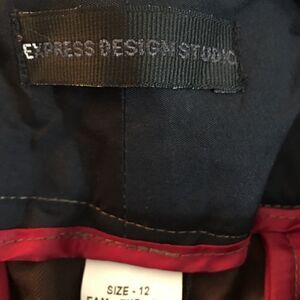 EXPRESS DESIGN STUDIO
SIZE - 12